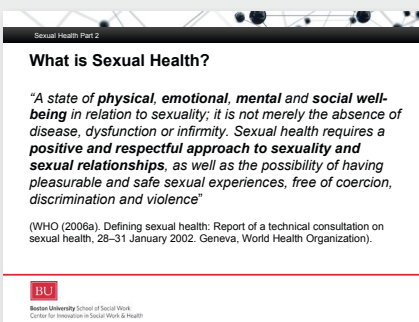 Sexual Health Part 2
What is Sexual Health?
“A state of physical, emotional, mental and social well-
being in relation to sexuality; it is not merely the absence of
disease, dysfunction or infirmity. Sexual health requires a
positive and respectful approach to sexuality and
sexual relationships, as well as the possibility of having
pleasurable and safe sexual experiences, free of coercion,
discrimination and violence”
(WHO (2006a). Defining sexual health: Report of a technical consultation on
sexual health, 28–31 January 2002. Geneva, World Health Organization).
BU
Boston University School of Social Work
Center for Innovation in Social Work & Health